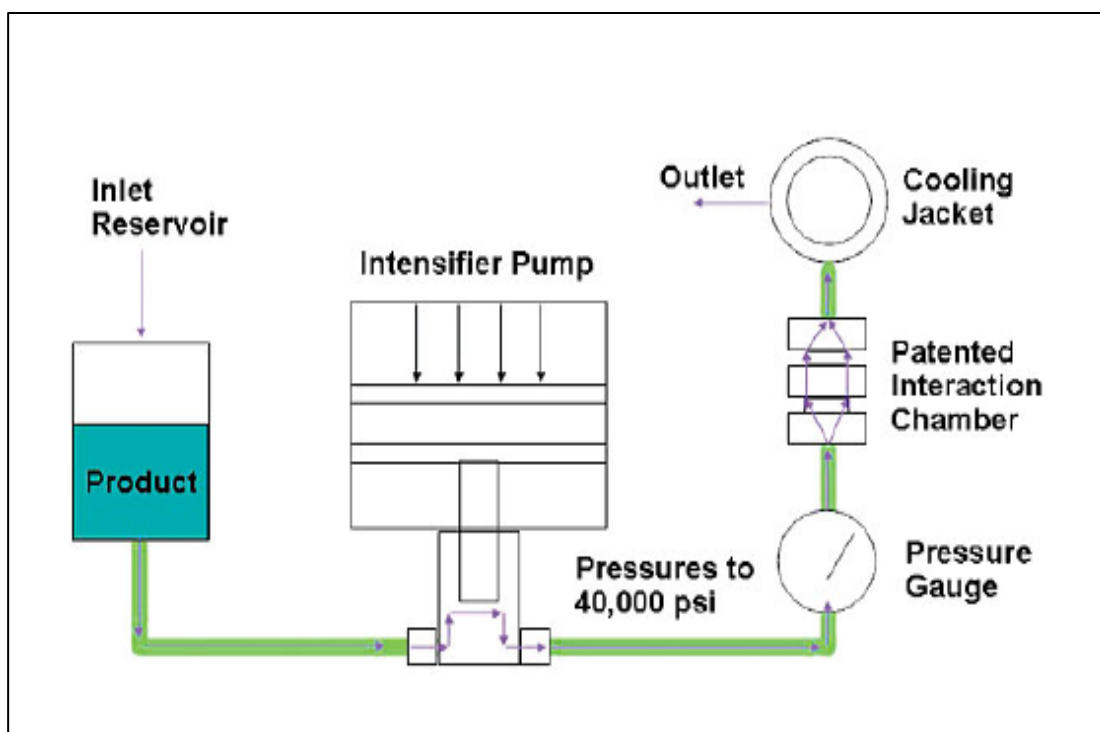 Inlet
Reservoir
Product
Intensifier Pump
Pressures to
40,000 psi
Outlet
Cooling
Jacket
Patented
Interaction
Chamber
Pressure
Gauge